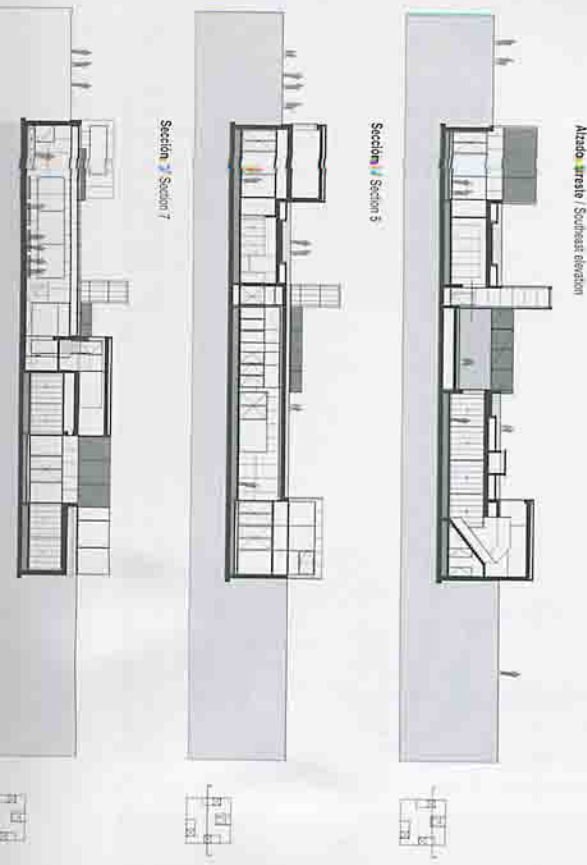 Alzado sureste / Southeast elevation
Sección / Section 5
Sección / Section 7